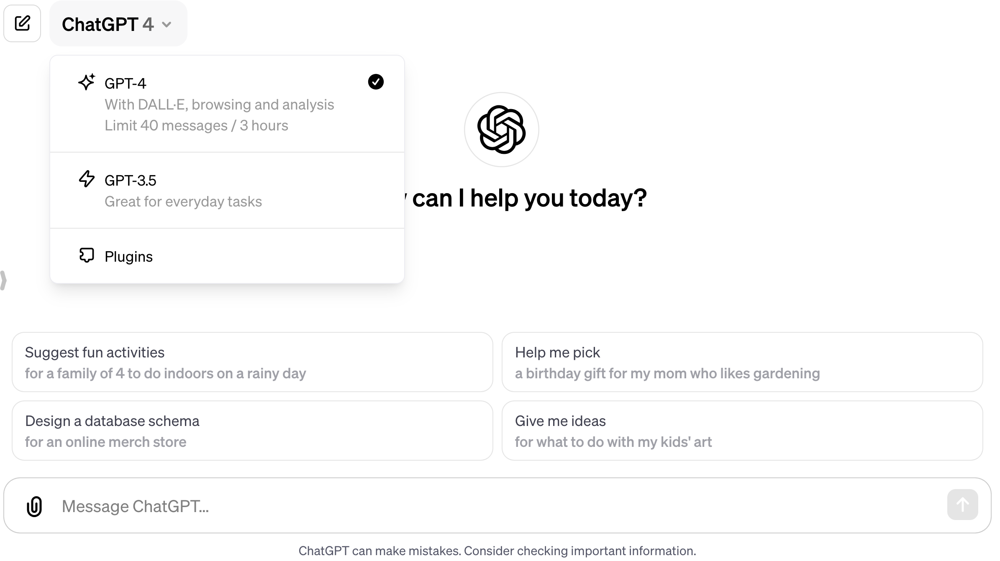 ChatGPT 4
GPT-4
With DALL·E, browsing and analysis
Limit 40 messages / 3 hours
GPT-3.5
Great for everyday tasks
Plugins
can I help you today?
Suggest fun activities
for a family of 4 to do indoors on a rainy day
Help me pick
a birthday gift for my mom who likes gardening
Design a database schema
for an online merch store
Give me ideas
for what to do with my kids' art
Message ChatGPT...
ChatGPT can make mistakes. Consider checking important information.